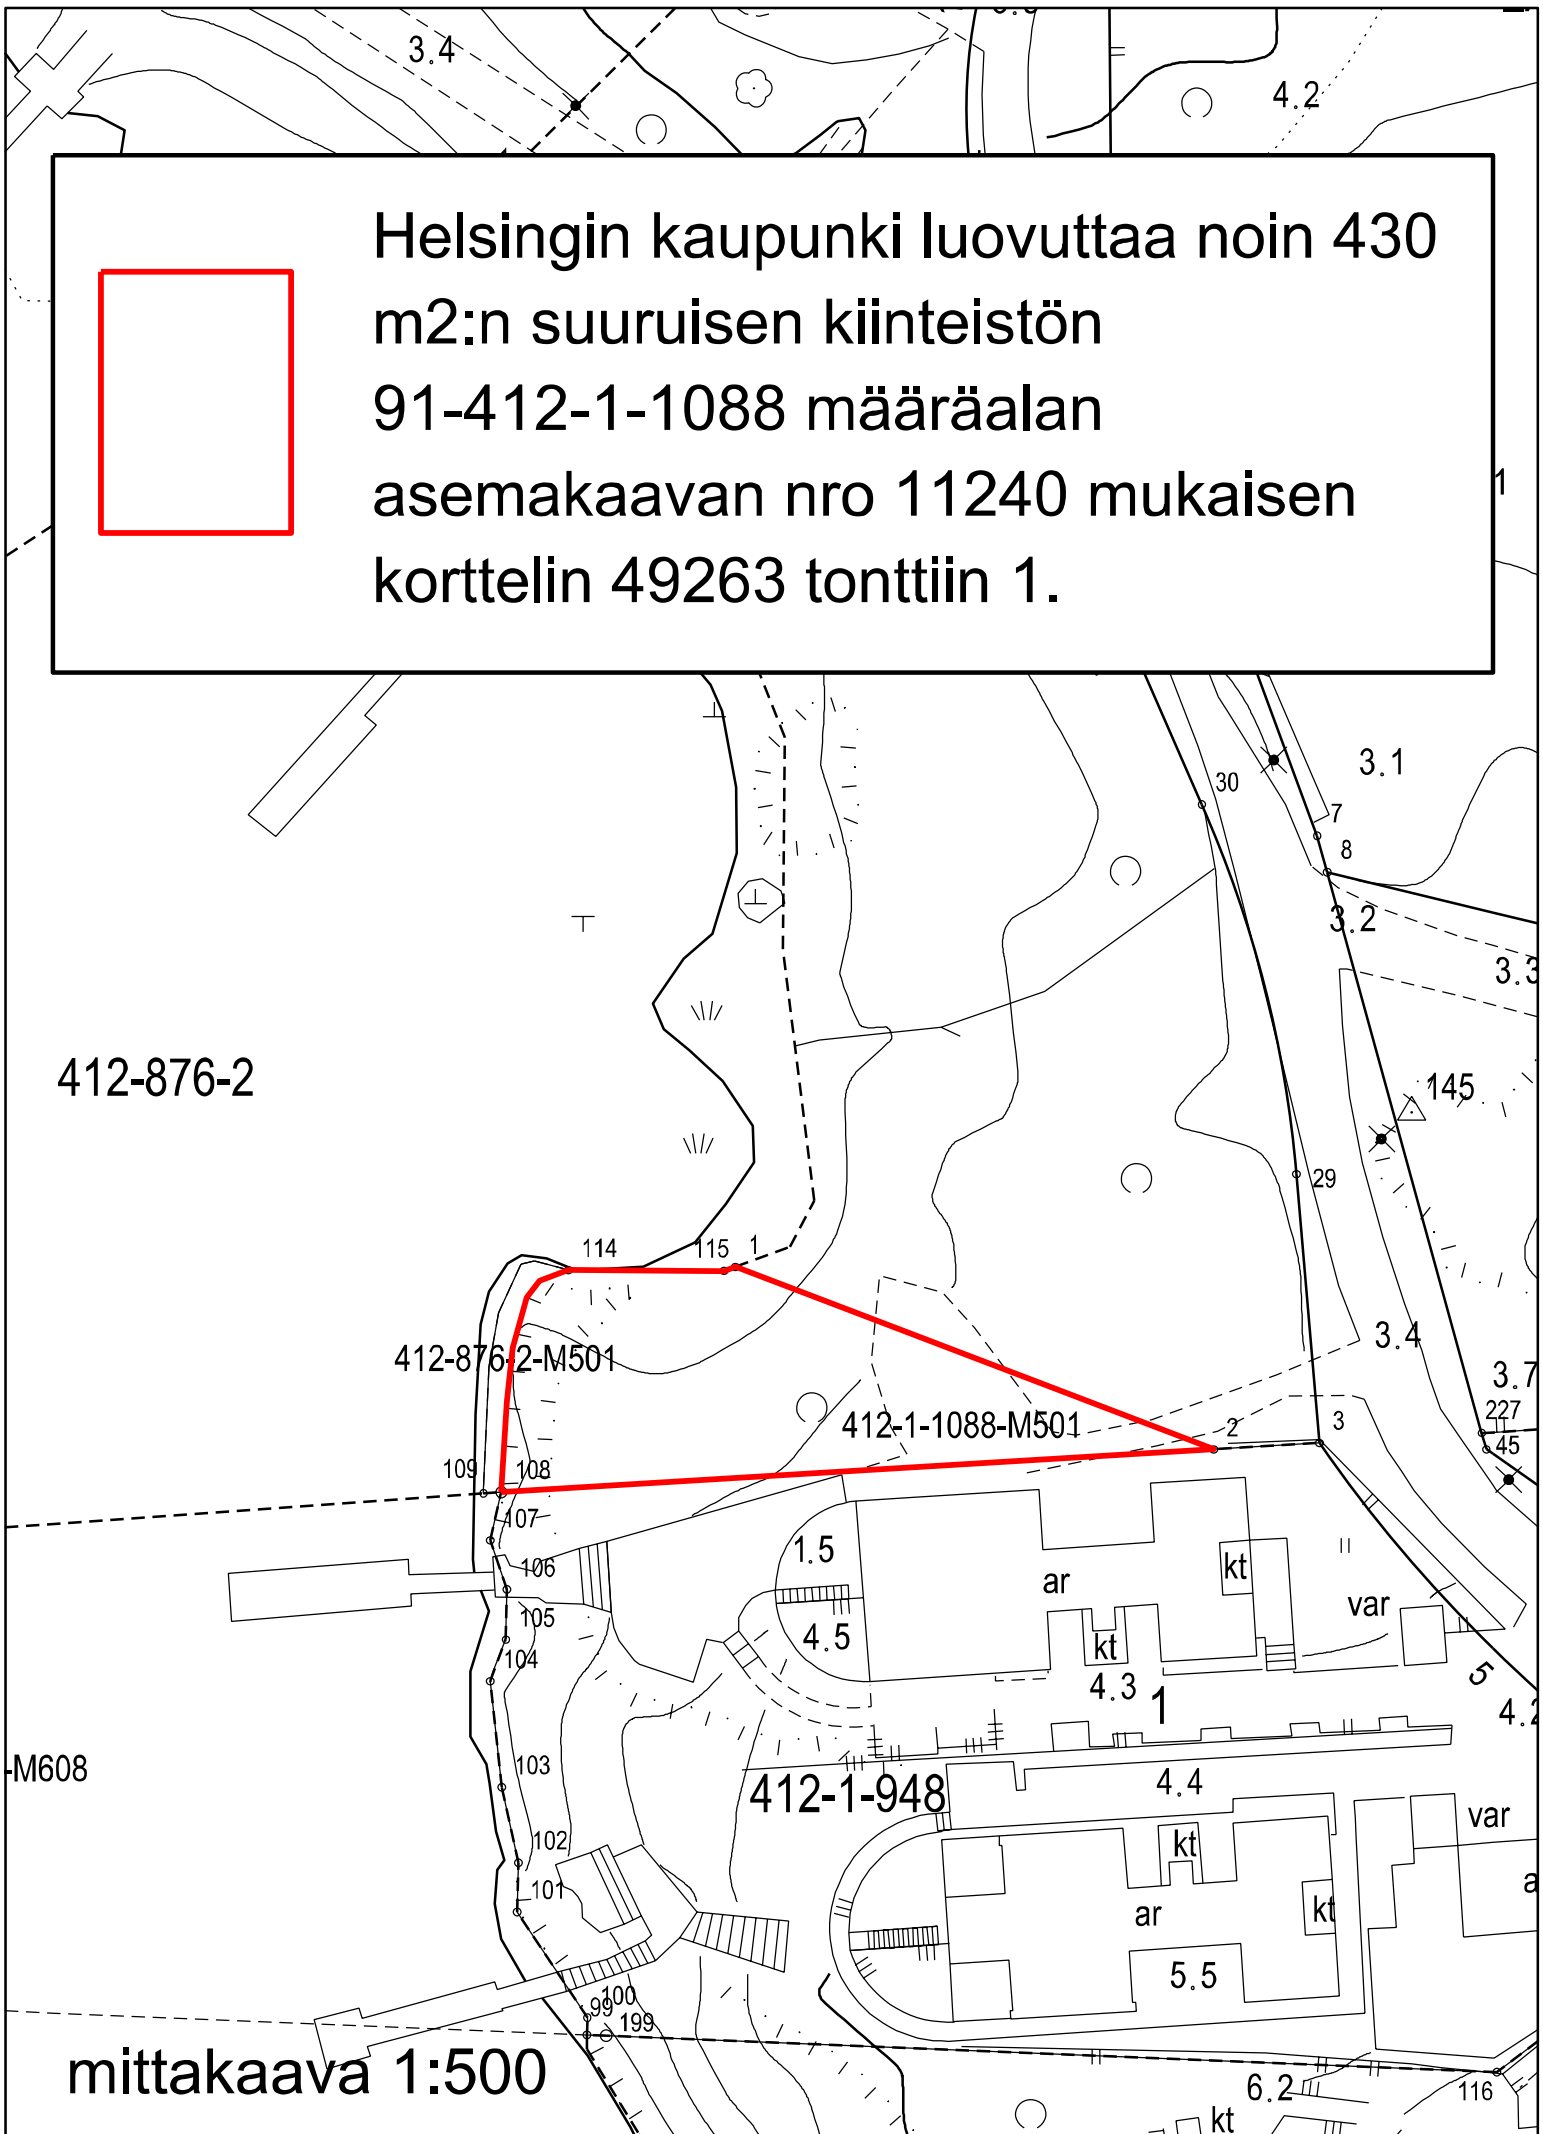 3.4
4.2
Helsingin kaupunki luovuttaa noin 430
m2:n suuruisen kiinteistön
91-412-1-1088 määräalan
asemakaavan nro 11240 mukaisen
korttelin 49263 tonttiin 1.
1
3.1
30
7
8
3.2
3.3
412-876-2
145
29
114
115
1
3.4
412-876-2-M501
3.7
412-1-1088-M501
2
3
227
45
109
108
107
1.5
106
ar
kt
var
105
4.5
kt
104
4.3
1
5
4.2
-M608
103
412-1-948
4.4
var
102
kt
101
ar
kt
a
5.5
100
99
199
mittakaava 1:500
6.2
116
kt